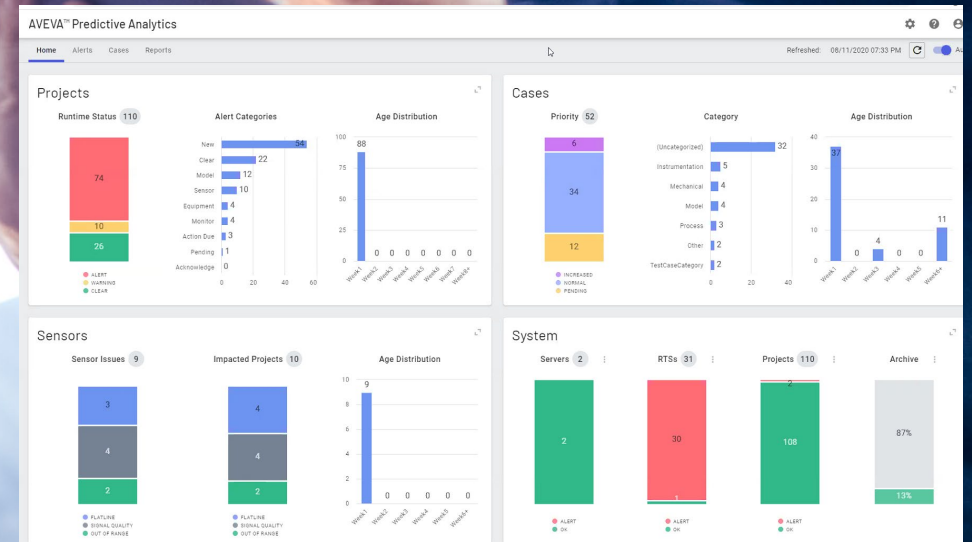 AVEVA™ Predictive Analytics
Home Alerts Cases Reports
Refreshed: 08/11/2020 07:33 PM
Projects
Runtime Status 110
74
10
26
ALERT
WARNING
CLEAR
Alert Categories
New 54
Clear 22
Model 12
Sensor 10
Equipment 4
Monitor 4
Action Due 3
Pending 1
Acknowledge 0
0 20 40 60
Age Distribution
100
75
50
25
0
88 0 0 0 0 0 0 0
Week1 Week2 Week3 Week4 Week5 Week6 Week7 Week8+
Cases
Priority 52
6
34
12
INCREASED
NORMAL
PENDING
Category
(Uncategorized) 32
Instrumentation 5
Mechanical 4
Model 4
Process 3
Other 2
TestCaseCategory 2
0 20 40
Age Distribution
40
30
20
10
0
37 0 4 0 0 11
Week1 Week2 Week3 Week4 Week5 Week6+
Sensors
Sensor Issues 9
3
4
2
FLATLINE
SIGNAL QUALITY
OUT OF RANGE
Impacted Projects 10
4
4
2
FLATLINE
SIGNAL QUALITY
OUT OF RANGE
Age Distribution
10
8
6
4
2
0
9 0 0 0 0 0
Week1 Week2 Week3 Week4 Week5 Week6+
System
Servers 2
2
ALERT
OK
RTSs 31
30
1
ALERT
OK
Projects 110
2
108
ALERT
OK
Archive
87%
13%